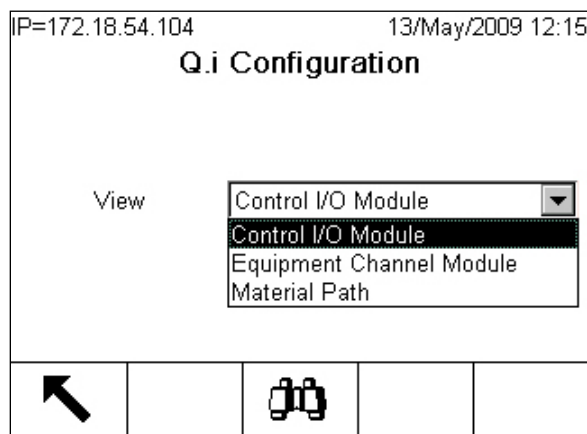 IP=172.18.54.104 13/May/2009 12:15
Q.i Configuration
View Control I/O Module
Control I/O Module
Equipment Channel Module
Material Path